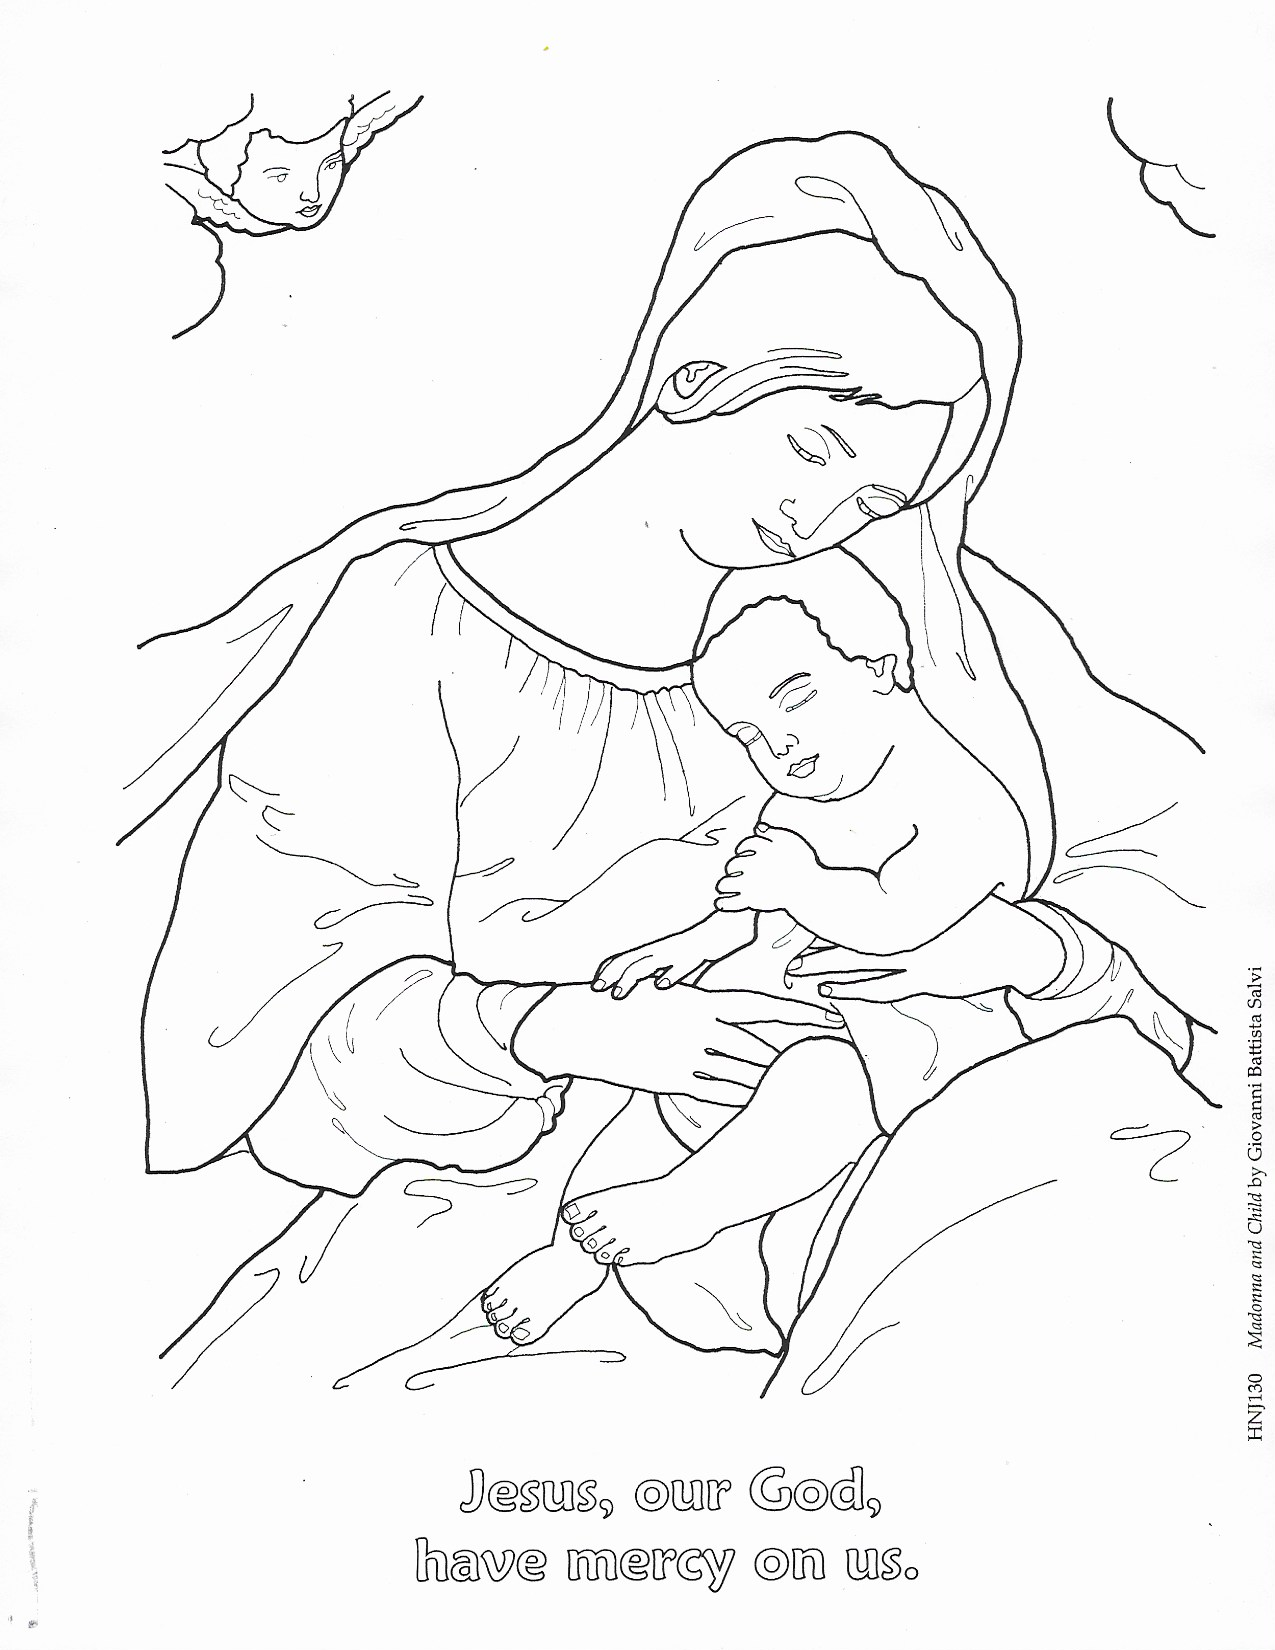 Jesus, our God,
have mercy on us.
HNJ130 Madonna and Child by Giovanni Battista Salvi